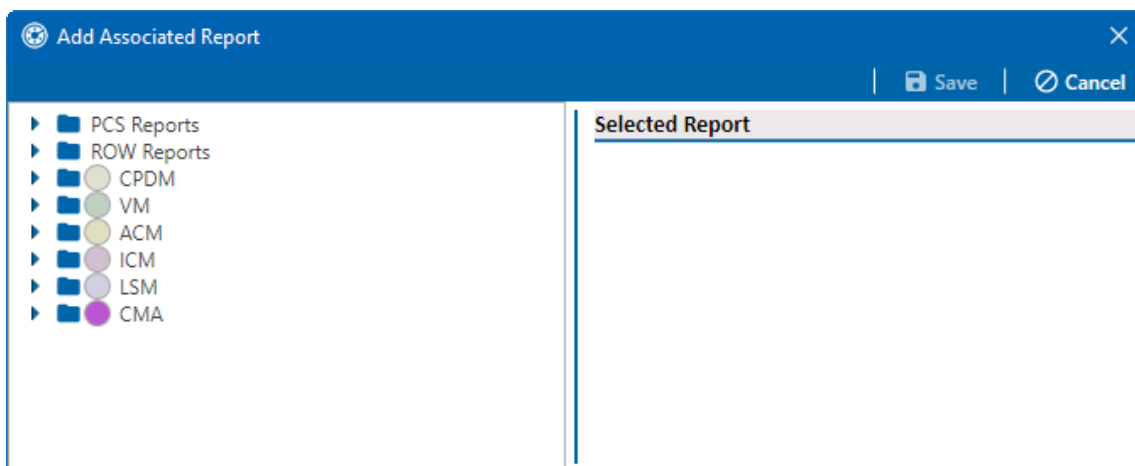 Add Associated Report
Save
Cancel
PCS Reports
ROW Reports
CPDM
VM
ACM
ICM
LSM
CMA
Selected Report